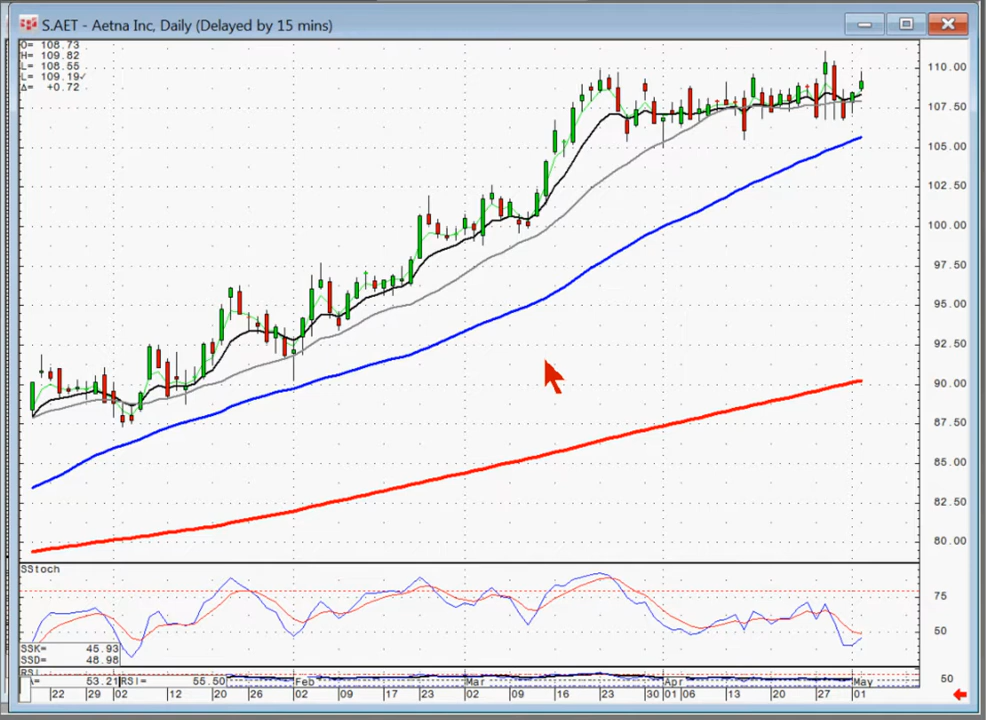 S.AET - Aetna Inc, Daily (Delayed by 15 mins)
O= 108.73
H= 109.82
L= 108.55
L= 109.19✓
Δ= +0.72
110.00
107.50
105.00
102.50
100.00
97.50
95.00
92.50
90.00
87.50
85.00
82.50
80.00
SStoch
75
50
SSK= 45.93
SSD= 48.98
RSI
A= 53.21 RSI= 55.50
50
Feb Mar Apr May
22 29 02 12 20 26 02 09 17 23 02 09 16 23 30 01 06 13 20 27 01